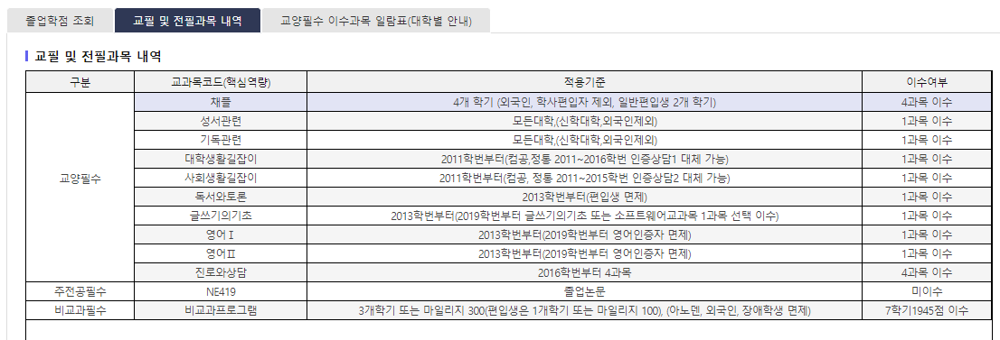 졸업학점 조회 교필 및 전필과목 내역 교양필수 이수과목 일람표(대학별 안내)
교필 및 전필과목 내역
구분 교과목코드(핵심역량) 적용기준 이수여부
채플 4개 학기 (외국인, 학사편입자 제외, 일반편입생 2개 학기) 4과목 이수
성서관련 모든대학,(신학대학,외국인제외) 1과목 이수
기독관련 모든대학,(신학대학,외국인제외) 1과목 이수
대학생활길잡이 2011학번부터(컴공,정통 2011~2016학번 인증상담1 대체 가능) 1과목 이수
교양필수 사회생활길잡이 2011학번부터(컴공, 정통 2011~2015학번 인증상담2 대체 가능) 1과목 이수
독서와토론 2013학번부터(편입생 면제) 1과목 이수
글쓰기의기초 2013학번부터(2019학번부터 글쓰기의기초 또는 소프트웨어교과목 1과목 선택 이수) 1과목 이수
영어Ⅰ 2013학번부터(2019학번부터 영어인증자 면제) 1과목 이수
영어Ⅱ 2013학번부터(2019학번부터 영어인증자 면제) 1과목 이수
진로와상담 2016학번부터 4과목 4과목 이수
주전공필수 NE419 졸업논문 미이수
비교과필수 비교과프로그램 3개학기 또는 마일리지 300(편입생은 1개학기 또는 마일리지 100), (아노덴, 외국인, 장애학생 면제) 7학기1945점 이수